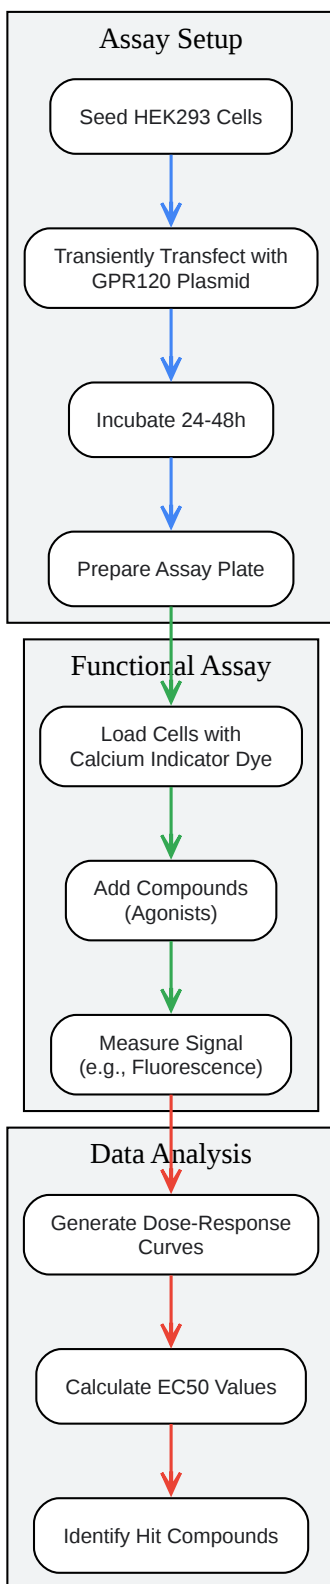 Assay Setup
Seed HEK293 Cells
Transiently Transfect with
GPR120 Plasmid
Incubate 24-48h
Prepare Assay Plate
Functional Assay
Load Cells with
Calcium Indicator Dye
Add Compounds
(Agonists)
Measure Signal
(e.g., Fluorescence)
Data Analysis
Generate Dose-Response
Curves
Calculate EC50 Values
Identify Hit Compounds